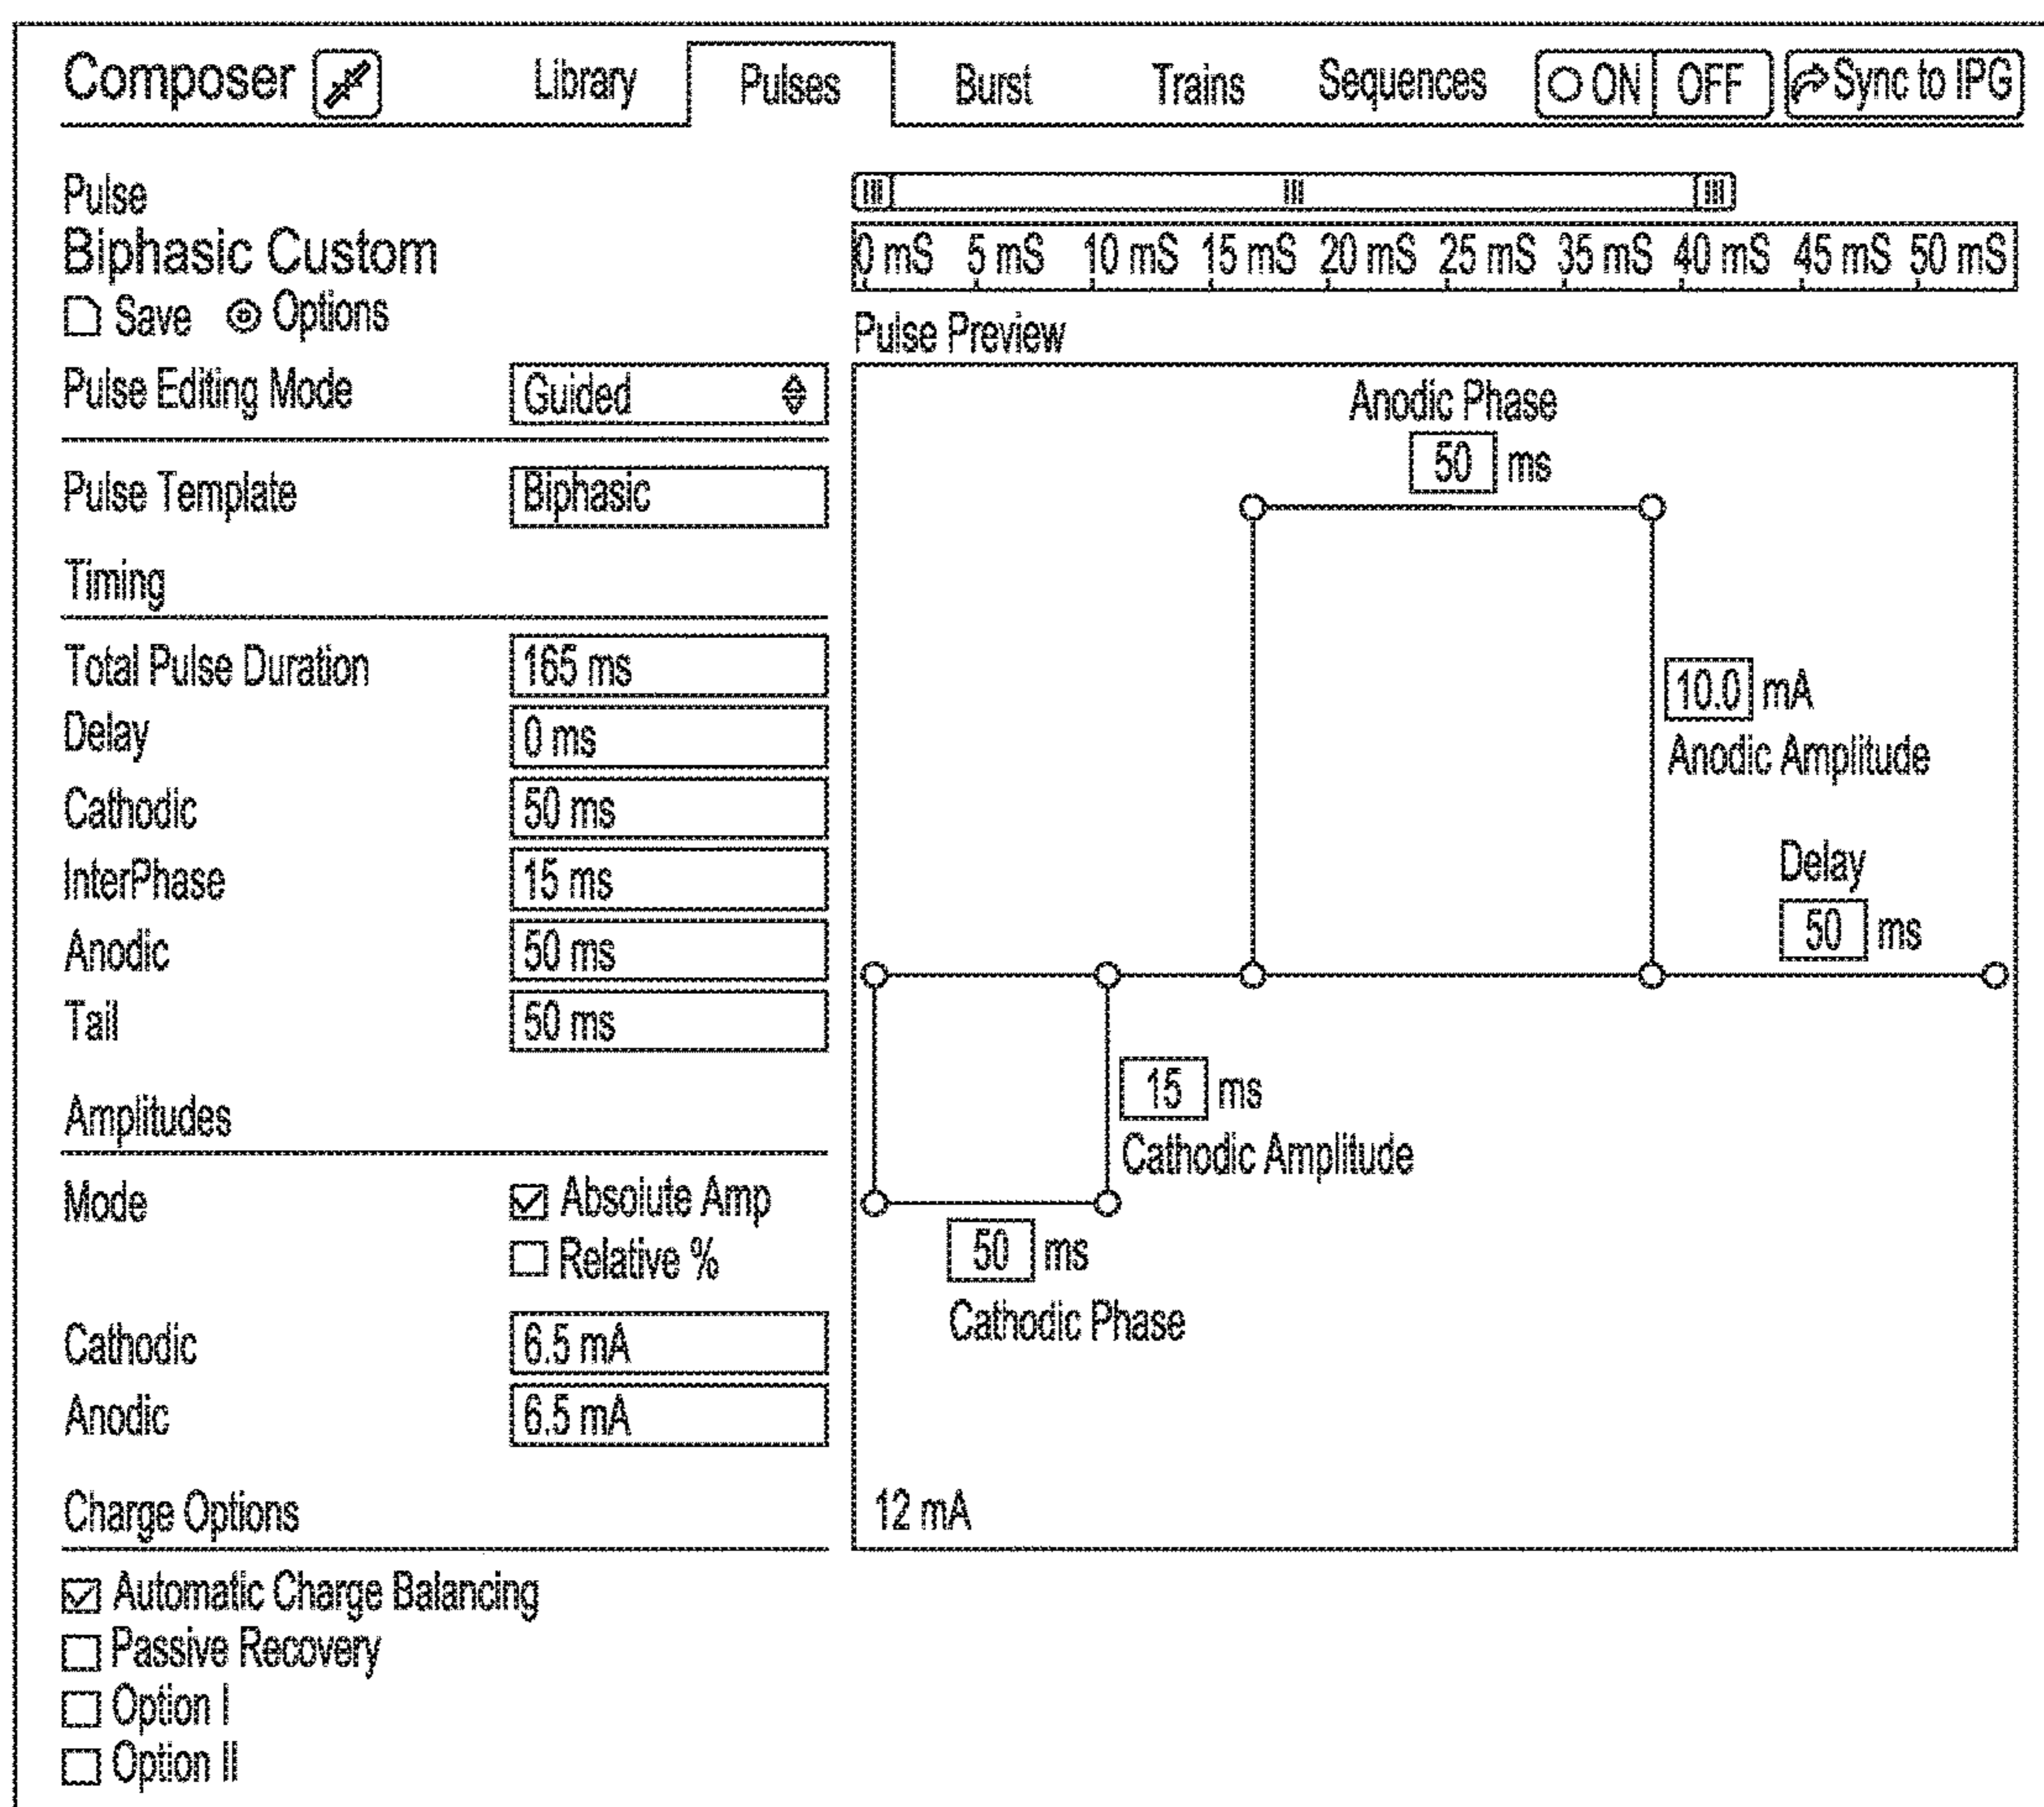 Composer Library Pulses Burst Trains Sequences ON OFF Sync to IPG
Pulse
Biphasic Custom
Save Options
Pulse Editing Mode Guided
Pulse Template Biphasic
Timing
Total Pulse Duration 165 ms
Delay 0 ms
Cathodic 50 ms
InterPhase 15 ms
Anodic 50 ms
Tail 50 ms
Amplitudes
Mode Absoiute Amp
Relative %
Cathodic 6.5 mA
Anodic 6.5 mA
Charge Options
Automatic Charge Balancing
Passive Recovery
Option I
Option II
0 mS 5 mS 10 mS 15 mS 20 mS 25 mS 35 mS 40 mS 45 mS 50 mS
Pulse Preview
Anodic Phase
50 ms
10.0 mA
Anodic Amplitude
Delay
50 ms
15 ms
Cathodic Amplitude
50 ms
Cathodic Phase
12 mA